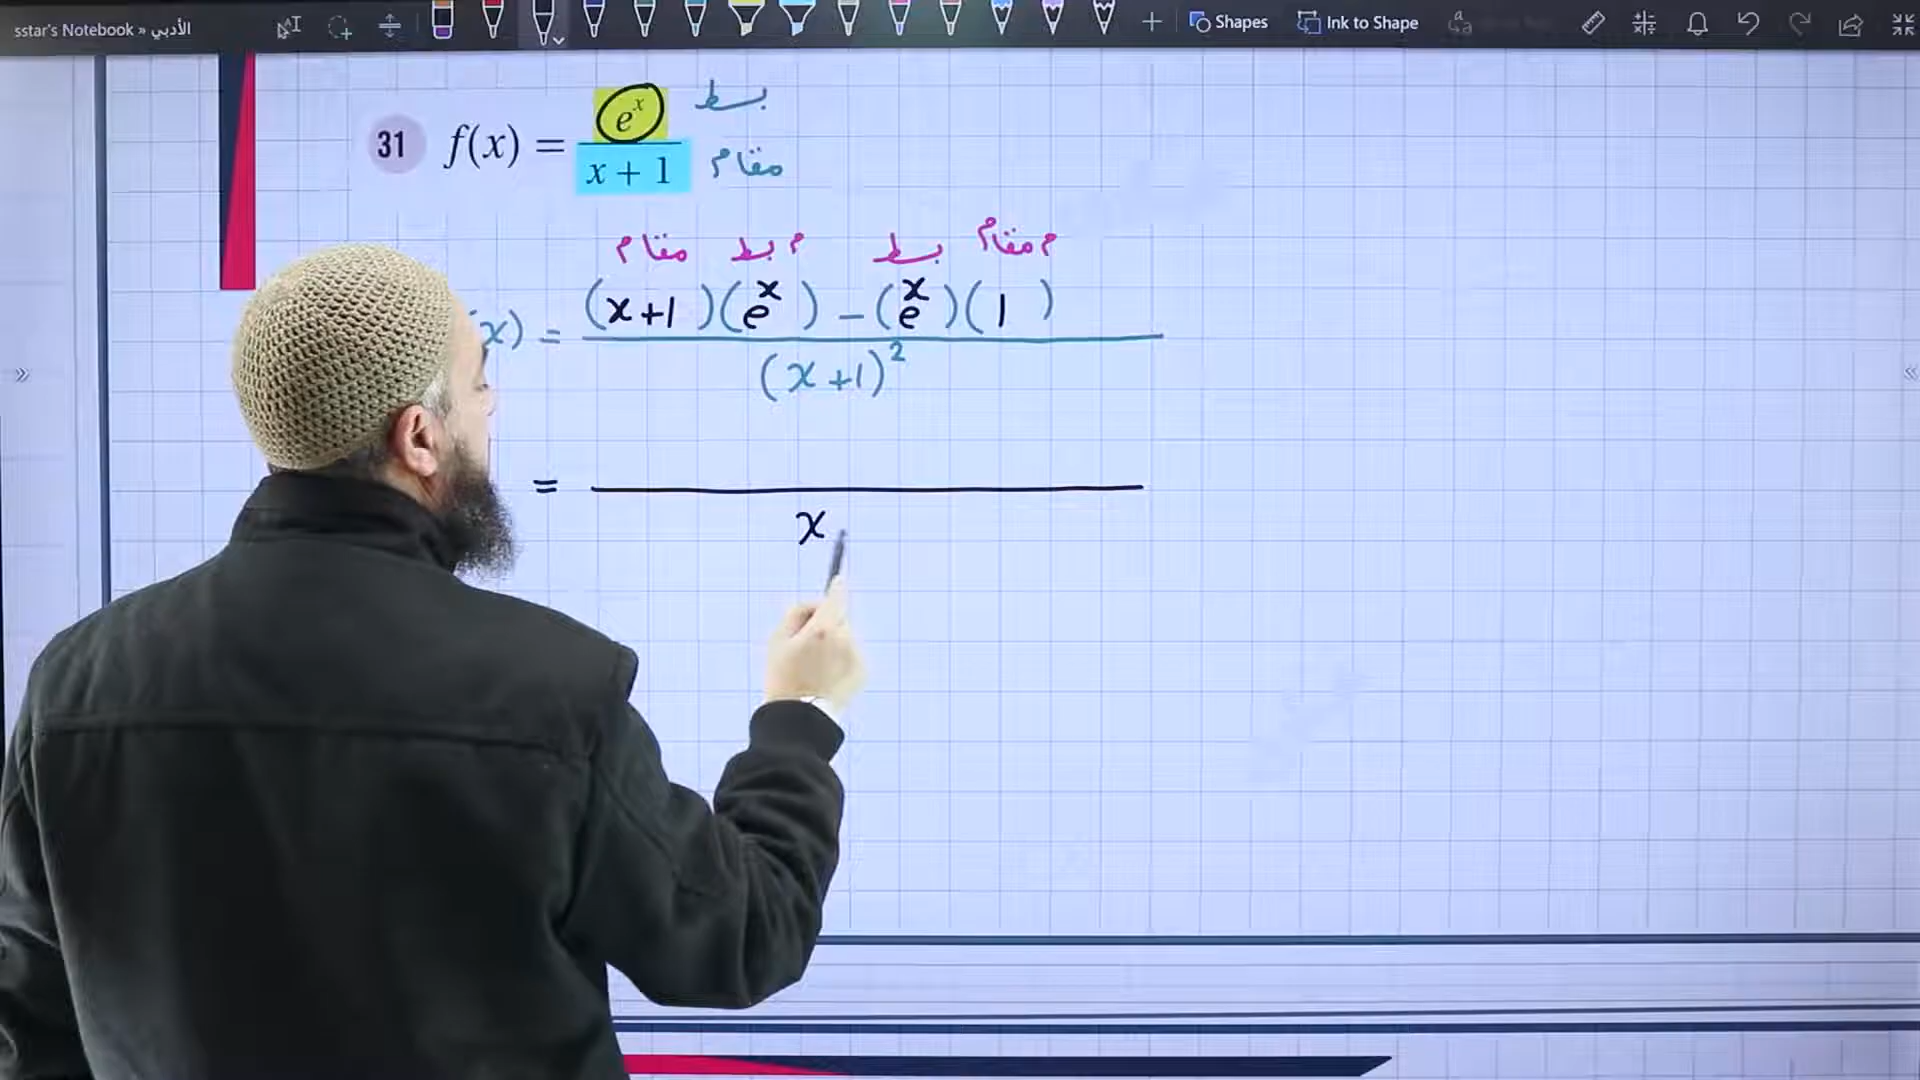 sstar's Notebook » الأدبي
Shapes
Ink to Shape
31 f(x) = e^x / x + 1
بسط
مقام
مقام م بسط بسط م مقام
(x) = (x+1)(e^x) - (e^x)(1) / (x+1)^2
= / x